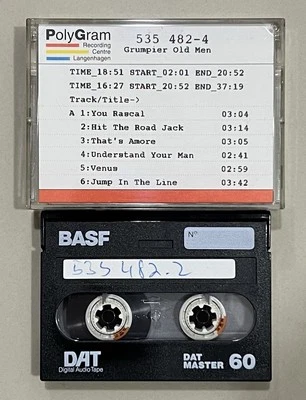 PolyGram
Recording
Centre
Langenhagen
535 482-4
Grumpier Old Men
TIME_18:51 START_02:01 END_20:52
TIME_16:27 START_20:52 END_37:19
Track/Title->
A 1:You Rascal 03:04
2:Hit The Road Jack 03:14
3:That's Amore 03:05
4:Understand Your Man 02:41
5:Venus 02:59
6:Jump In The Line 03:42
BASF
N°
535 482.2
DAT
Digital Audio Tape
DAT
MASTER 60